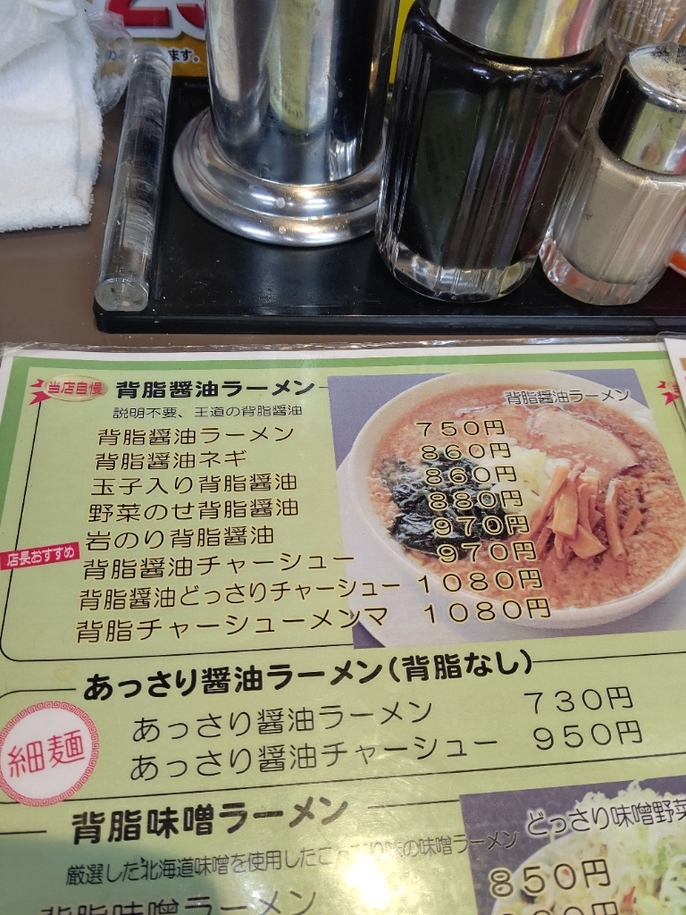 ます。
当店自慢 背脂醤油ラーメン
説明不要、王道の背脂醤油
背脂醤油ラーメン
背脂醤油ラーメン 750円
背脂醤油ネギ 860円
玉子入り背脂醤油 860円
野菜のせ背脂醤油 880円
岩のり背脂醤油 970円
店長おすすめ 背脂醤油チャーシュー 970円
背脂醤油どっさりチャーシュー 1080円
背脂チャーシューメンマ 1080円
あっさり醤油ラーメン(背脂なし)
細麺
あっさり醤油ラーメン 730円
あっさり醤油チャーシュー 950円
背脂味噌ラーメン
どっさり味噌野菜
厳選した北海道味噌を使用したこ 味の味噌ラーメン
850円
背脂味噌ラーメン